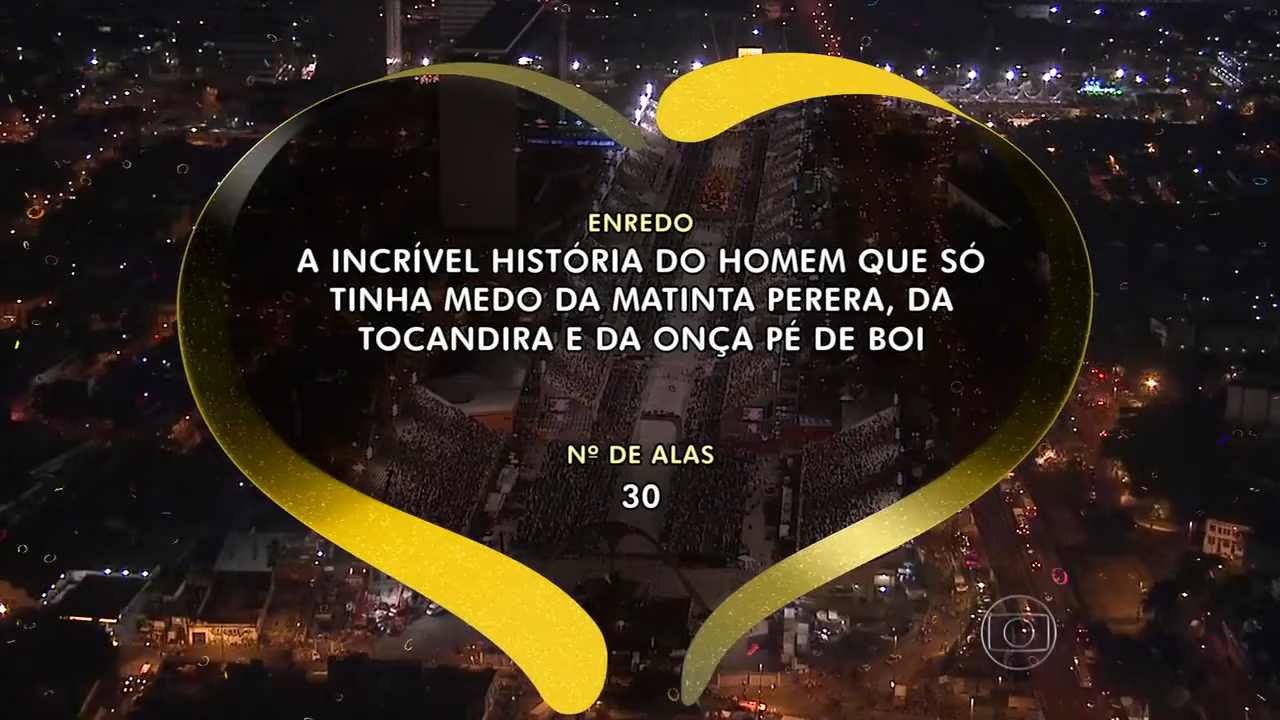 ENREDO
A INCRÍVEL HISTÓRIA DO HOMEM QUE SÓ
TINHA MEDO DA MATINTA PERERA, DA
TOCANDIRA E DA ONÇA PÉ DE BOI
Nº DE ALAS
30